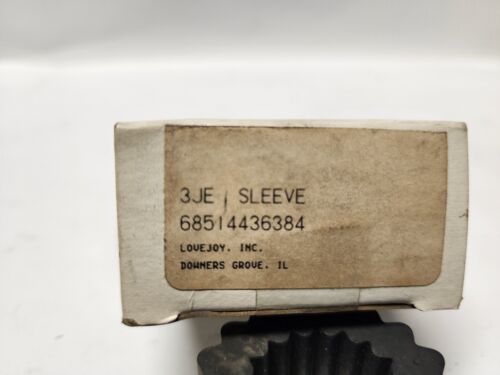 3JE SLEEVE
68514436384
LOVEJOY, INC.
DOWNERS GROVE, IL